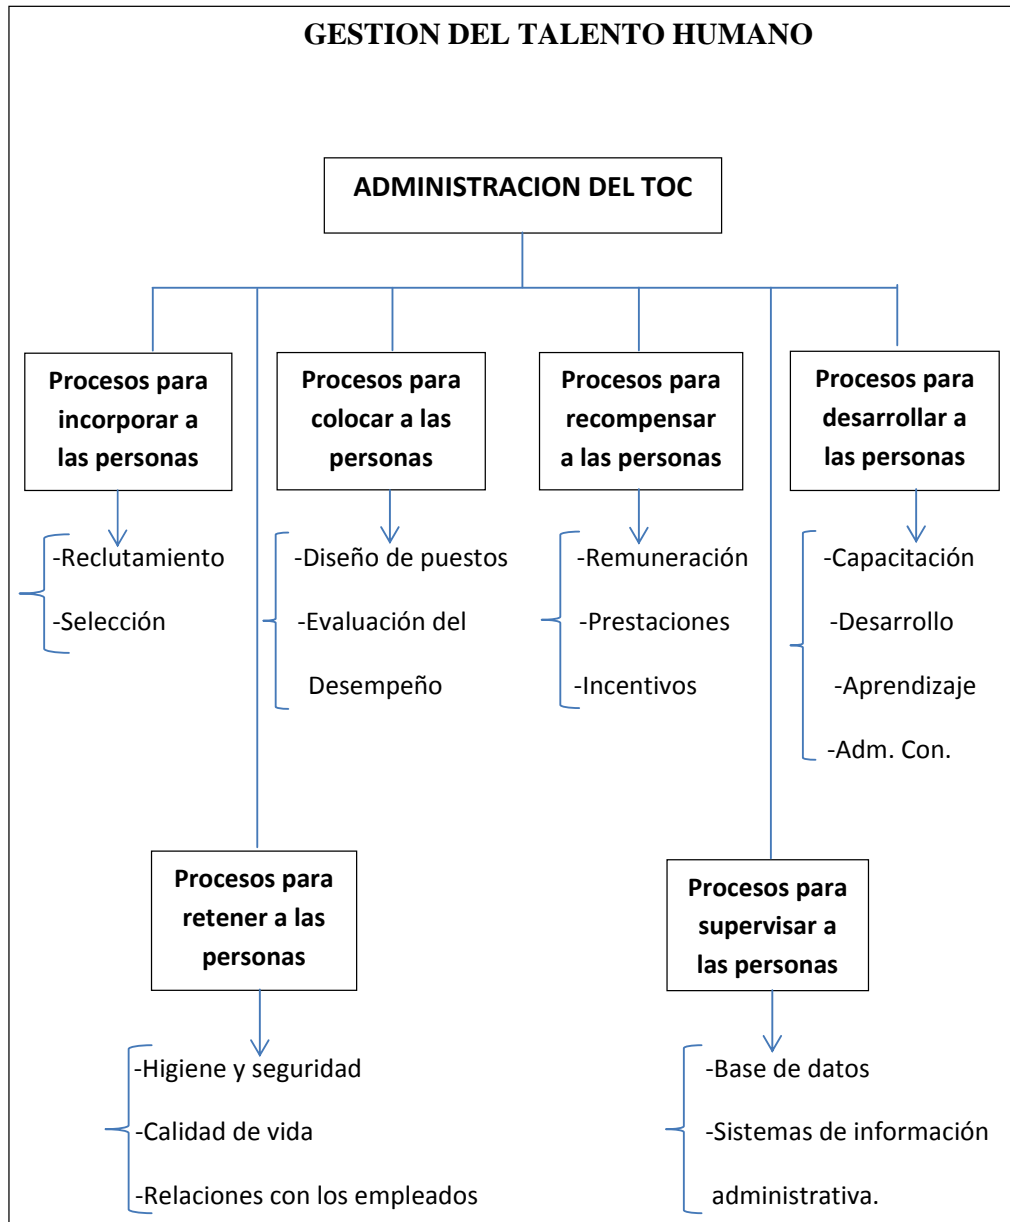 GESTION DEL TALENTO HUMANO
ADMINISTRACION DEL TOC
Procesos para
incorporar a
las personas
-Reclutamiento
-Selección
Procesos para
colocar a las
personas
-Diseño de puestos
-Evaluación del
Desempeño
Procesos para
recompensar
a las personas
-Remuneración
-Prestaciones
-Incentivos
Procesos para
desarrollar a
las personas
-Capacitación
-Desarrollo
-Aprendizaje
-Adm. Con.
Procesos para
retener a las
personas
-Higiene y seguridad
-Calidad de vida
-Relaciones con los empleados
Procesos para
supervisar a
las personas
-Base de datos
-Sistemas de información
administrativa.